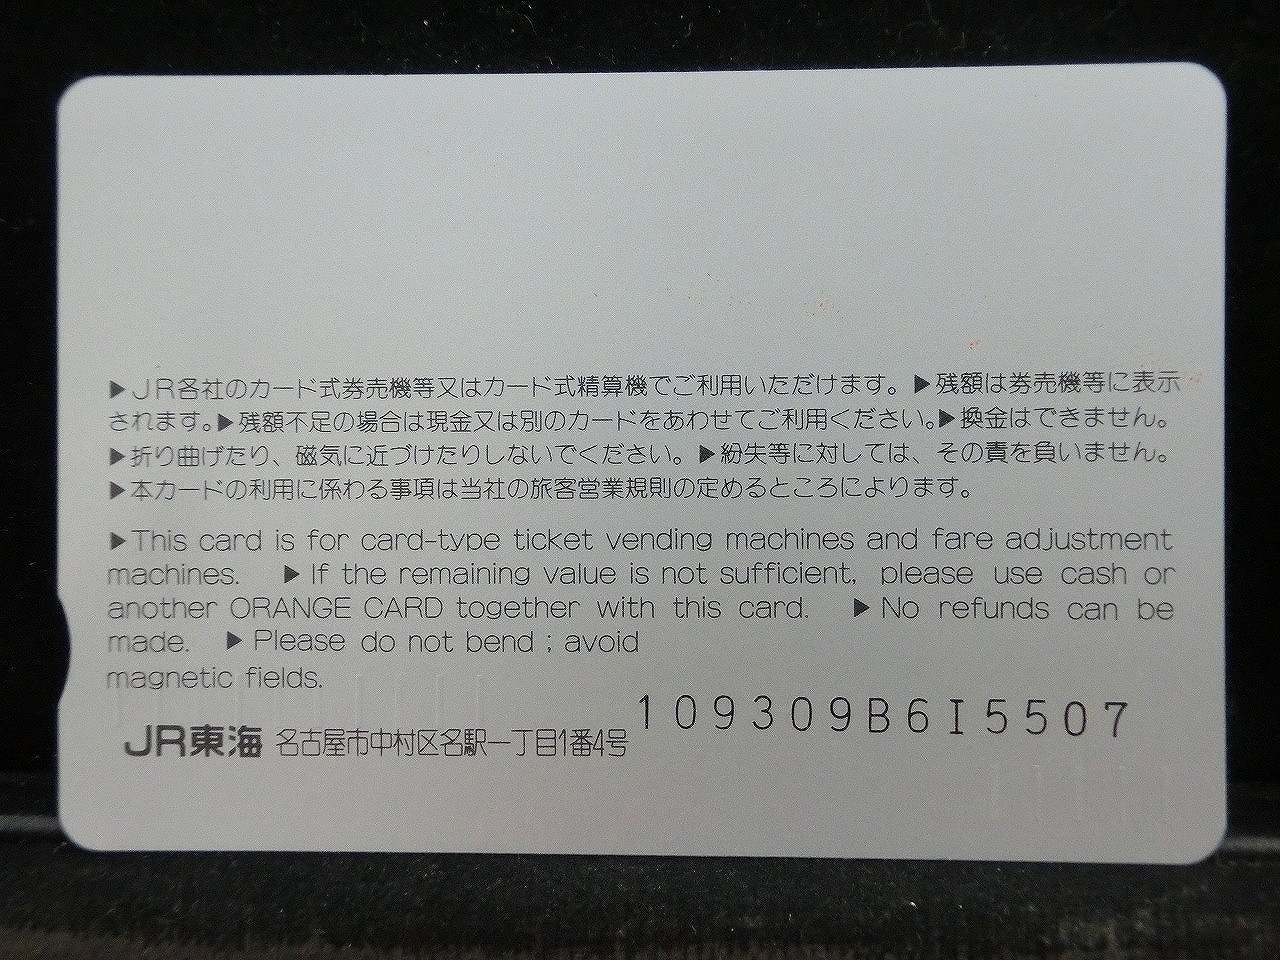 ▶JR各社のカード式券売機等又はカード式精算機でご利用いただけます。▶残額は券売機等に表示
されます。▶残額不足の場合は現金又は別のカードをあわせてご利用ください。▶換金はできません。
▶折り曲げたり、磁気に近づけたりしないでください。▶紛失等に対しては、その責を負いません。
▶本カードの利用に係わる事項は当社の旅客営業規則の定めるところによります。
▶This card is for card-type ticket vending machines and fare adjustment
machines. ▶If the remaining value is not sufficient, please use cash or
another ORANGE CARD together with this card. ▶No refunds can be
made. ▶Please do not bend ; avoid
magnetic fields.
109309B6I5507
JR東海 名古屋市中村区名駅一丁目1番4号